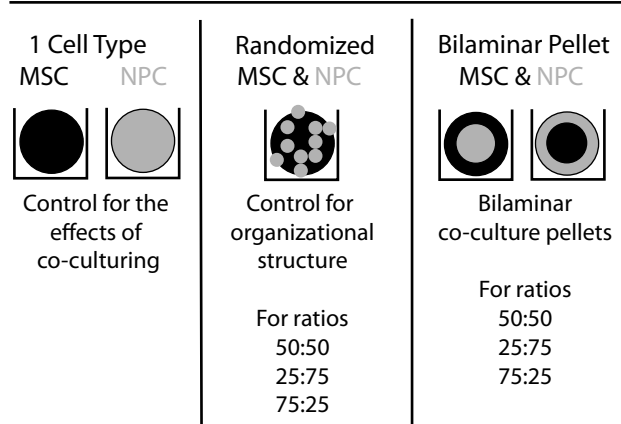 1 Cell Type
MSC NPC
Control for the
effects of
co-culturing
Randomized
MSC & NPC
Control for
organizational
structure
For ratios
50:50
25:75
75:25
Bilaminar Pellet
MSC & NPC
Bilaminar
co-culture pellets
For ratios
50:50
25:75
75:25